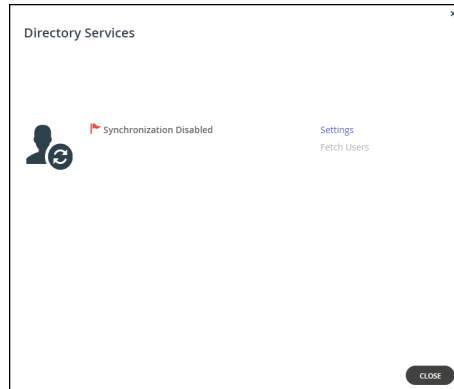 Directory Services
Synchronization Disabled
Settings
Fetch Users
CLOSE